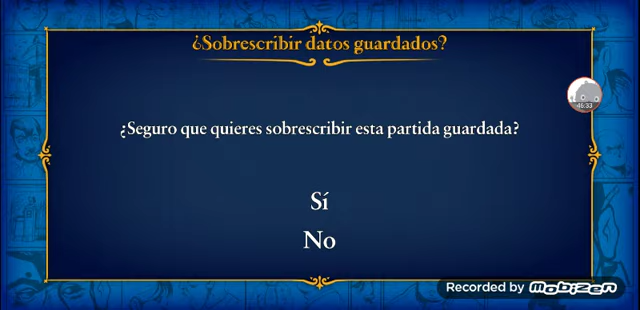 ¿Sobrescribir datos guardados?
46:33
¿Seguro que quieres sobrescribir esta partida guardada?
Sí
No
Recorded by Mobizen